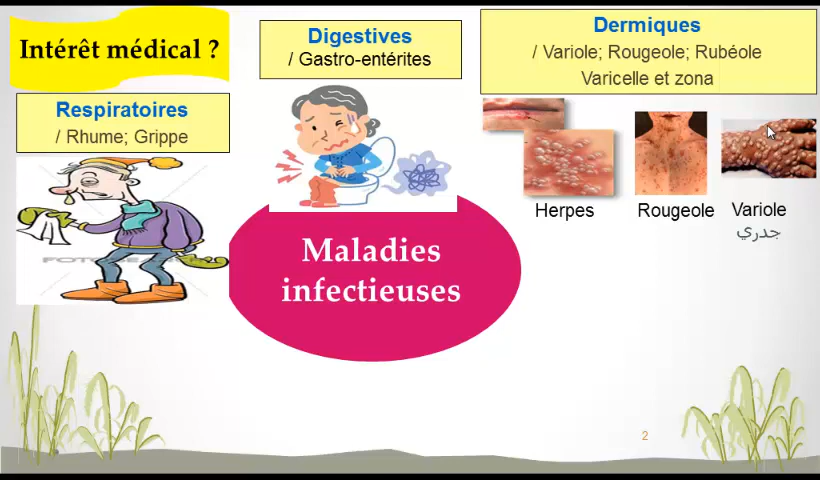 Intérêt médical ?
Digestives
/ Gastro-entérites
Dermiques
/ Variole; Rougeole; Rubéole
Varicelle et zona
Respiratoires
/ Rhume; Grippe
Herpes
Rougeole
Variole
جدري
Maladies
infectieuses
2